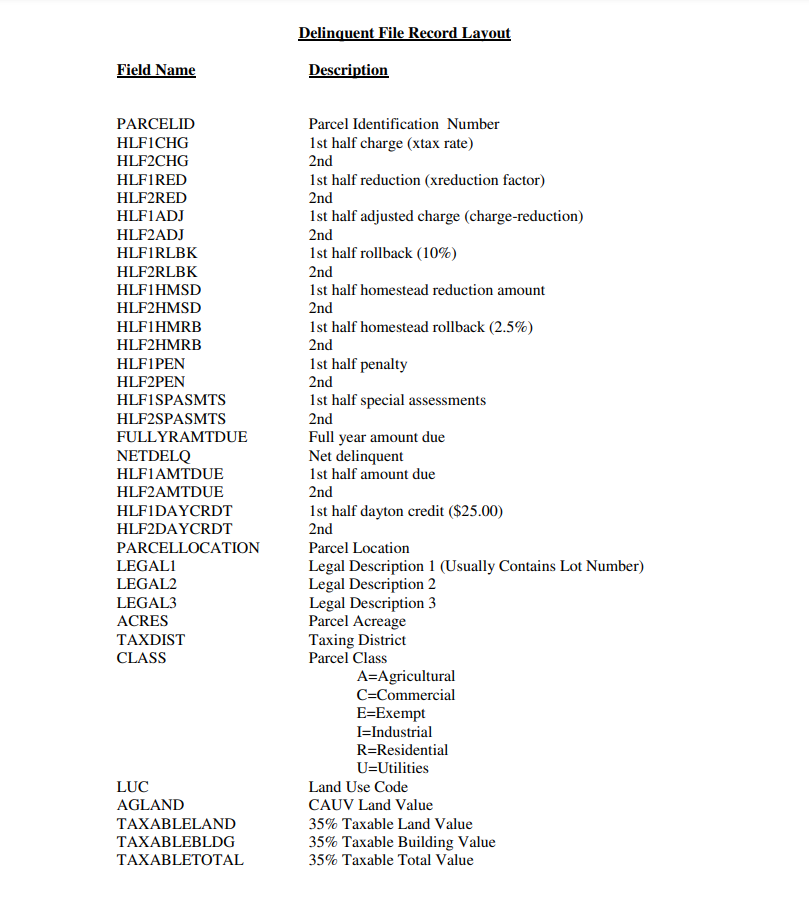 Delinquent File Record Layout
Field Name Description
PARCELID Parcel Identification Number
HLF1CHG 1st half charge (xtax rate)
HLF2CHG 2nd
HLF1RED 1st half reduction (xreduction factor)
HLF2RED 2nd
HLF1ADJ 1st half adjusted charge (charge-reduction)
HLF2ADJ 2nd
HLF1RLBK 1st half rollback (10%)
HLF2RLBK 2nd
HLF1HMSD 1st half homestead reduction amount
HLF2HMSD 2nd
HLF1HMRB 1st half homestead rollback (2.5%)
HLF2HMRB 2nd
HLF1PEN 1st half penalty
HLF2PEN 2nd
HLF1SPASMTS 1st half special assessments
HLF2SPASMTS 2nd
FULLYRAMTDUE Full year amount due
NETDELQ Net delinquent
HLF1AMTDUE 1st half amount due
HLF2AMTDUE 2nd
HLF1DAYCRDT 1st half dayton credit ($25.00)
HLF2DAYCRDT 2nd
PARCELLOCATION Parcel Location
LEGAL1 Legal Description 1 (Usually Contains Lot Number)
LEGAL2 Legal Description 2
LEGAL3 Legal Description 3
ACRES Parcel Acreage
TAXDIST Taxing District
CLASS Parcel Class
A=Agricultural
C=Commercial
E=Exempt
I=Industrial
R=Residential
U=Utilities
LUC Land Use Code
AGLAND CAUV Land Value
TAXABLELAND 35% Taxable Land Value
TAXABLEBLDG 35% Taxable Building Value
TAXABLETOTAL 35% Taxable Total Value